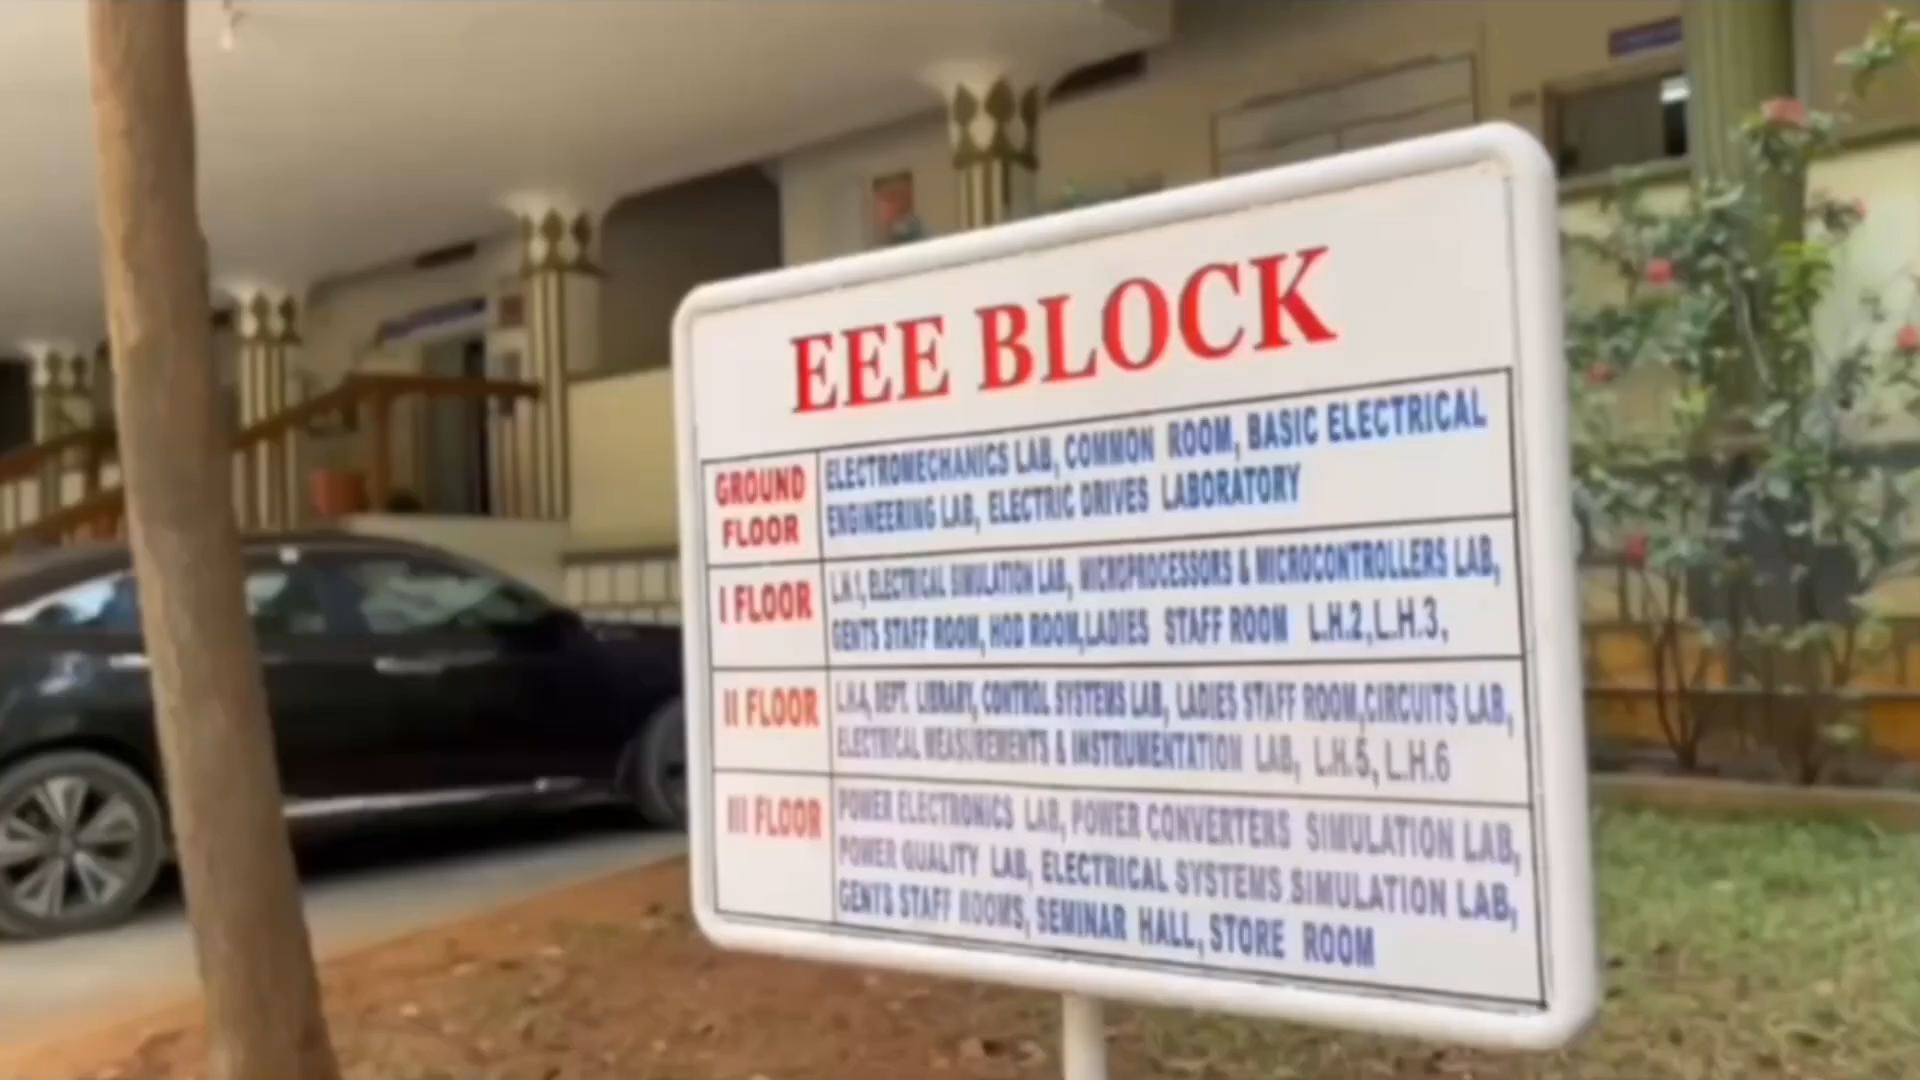 EEE BLOCK
GROUND FLOOR
ELECTROMECHANICS LAB, COMMON ROOM, BASIC ELECTRICAL
ENGINEERING LAB, ELECTRIC DRIVES LABORATORY
I FLOOR
L.H.1, ELECTRICAL SIMULATION LAB, MICROPROCESSORS & MICROCONTROLLERS LAB,
GENTS STAFF ROOM, HOD ROOM,LADIES STAFF ROOM L.H.2,L.H.3,
II FLOOR
L.H.4, DEPT. LIBRARY, CONTROL SYSTEMS LAB, LADIES STAFF ROOM,CIRCUITS LAB,
ELECTRICAL MEASUREMENTS & INSTRUMENTATION LAB, L.H.5, L.H.6
III FLOOR
POWER ELECTRONICS LAB, POWER CONVERTERS SIMULATION LAB,
POWER QUALITY LAB, ELECTRICAL SYSTEMS SIMULATION LAB,
GENTS STAFF ROOMS, SEMINAR HALL, STORE ROOM